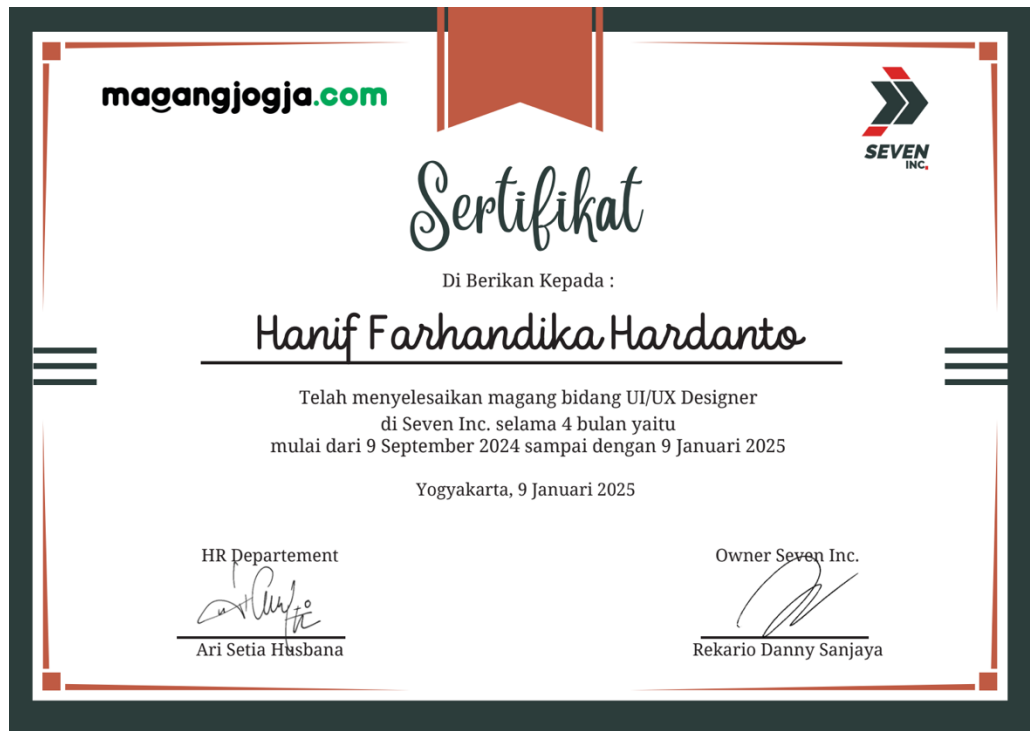 magangjogja.com
SEVEN
INC.
Sertifikat
Di Berikan Kepada :
Hanif Farhandika Hardanto
Telah menyelesaikan magang bidang UI/UX Designer
di Seven Inc. selama 4 bulan yaitu
mulai dari 9 September 2024 sampai dengan 9 Januari 2025
Yogyakarta, 9 Januari 2025
HR Departement
Ari Setia Husbana
Owner Seven Inc.
Rekario Danny Sanjaya